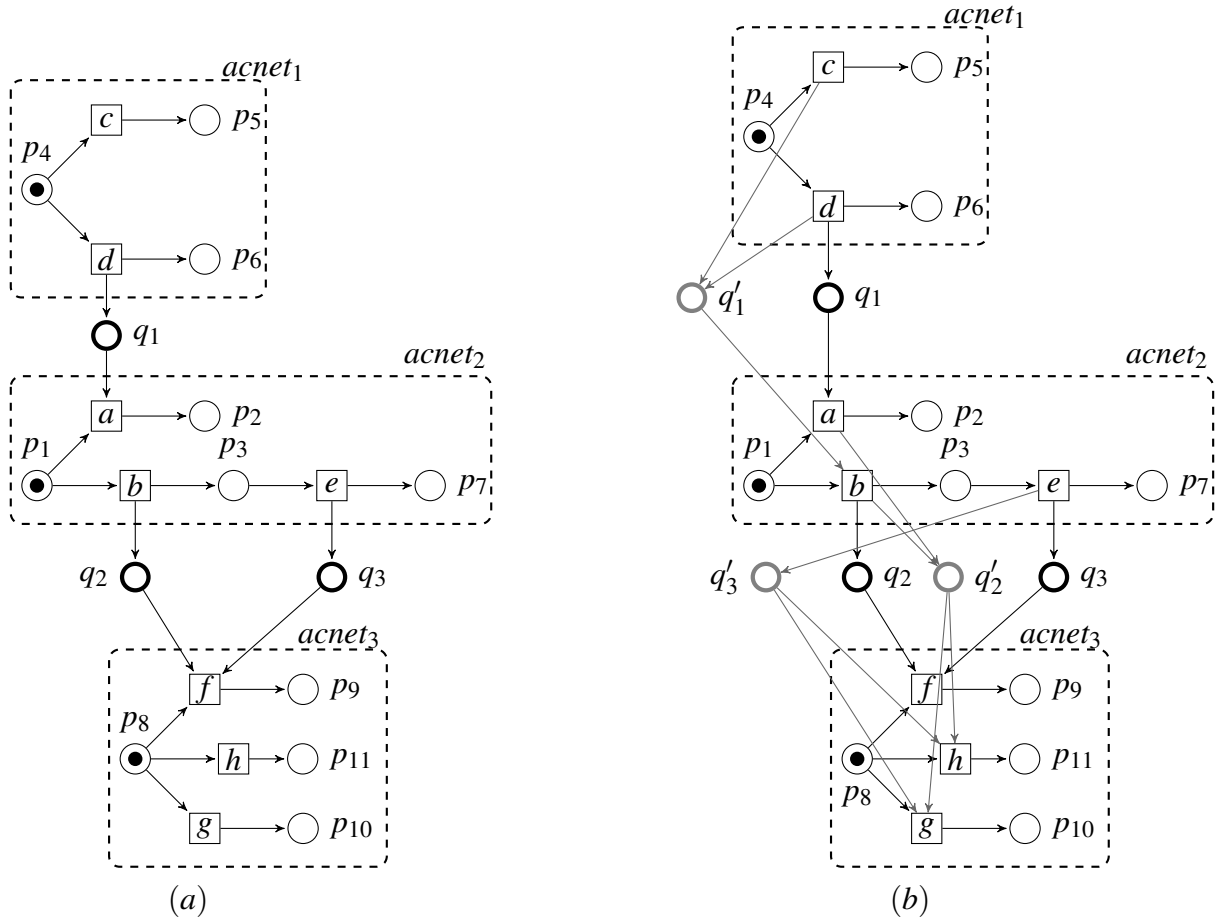 acnet₁
c
p₅
p₄
d
p₆
q₁
acnet₂
a
p₂
p₁
p₃
b
e
p₇
q₂
q₃
acnet₃
f
p₉
p₈
h
p₁₁
g
p₁₀
(a)
acnet₁
c
p₅
p₄
d
p₆
q′₁
q₁
acnet₂
a
p₂
p₁
p₃
b
e
p₇
q′₃
q₂
q′₂
q₃
acnet₃
f
p₉
h
p₁₁
p₈
g
p₁₀
(b)